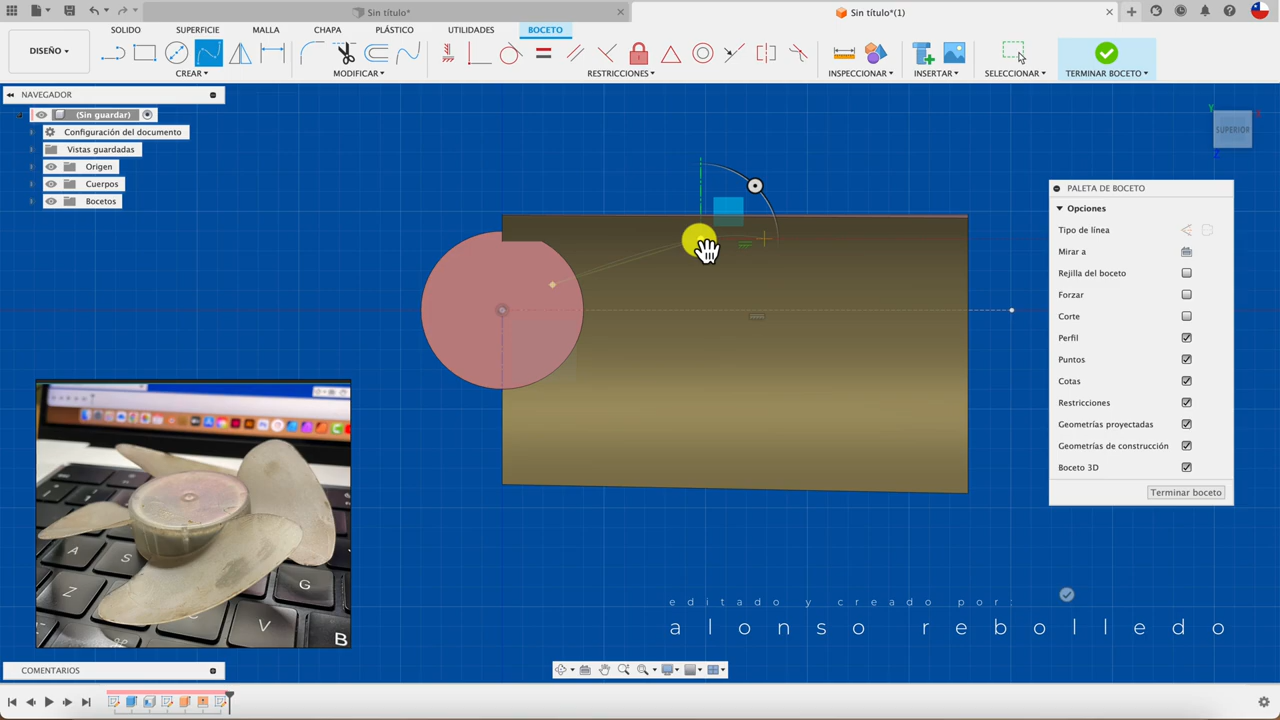 Sin título*
Sin título*(1)
DISEÑO
SOLIDO
SUPERFICIE
MALLA
CHAPA
PLÁSTICO
UTILIDADES
BOCETO
CREAR
MODIFICAR
RESTRICCIONES
INSPECCIONAR
INSERTAR
SELECCIONAR
TERMINAR BOCETO
NAVEGADOR
(Sin guardar)
Configuración del documento
Vistas guardadas
Origen
Cuerpos
Bocetos
Y
SUPERIOR
PALETA DE BOCETO
Opciones
Tipo de línea
Mirar a
Rejilla del boceto
Forzar
Corte
Perfil
Puntos
Cotas
Restricciones
Geometrías proyectadas
Geometrías de construcción
Boceto 3D
Terminar boceto
A
S
G
Z
C
V
B
editado y creado por:
alonso rebolledo
COMENTARIOS